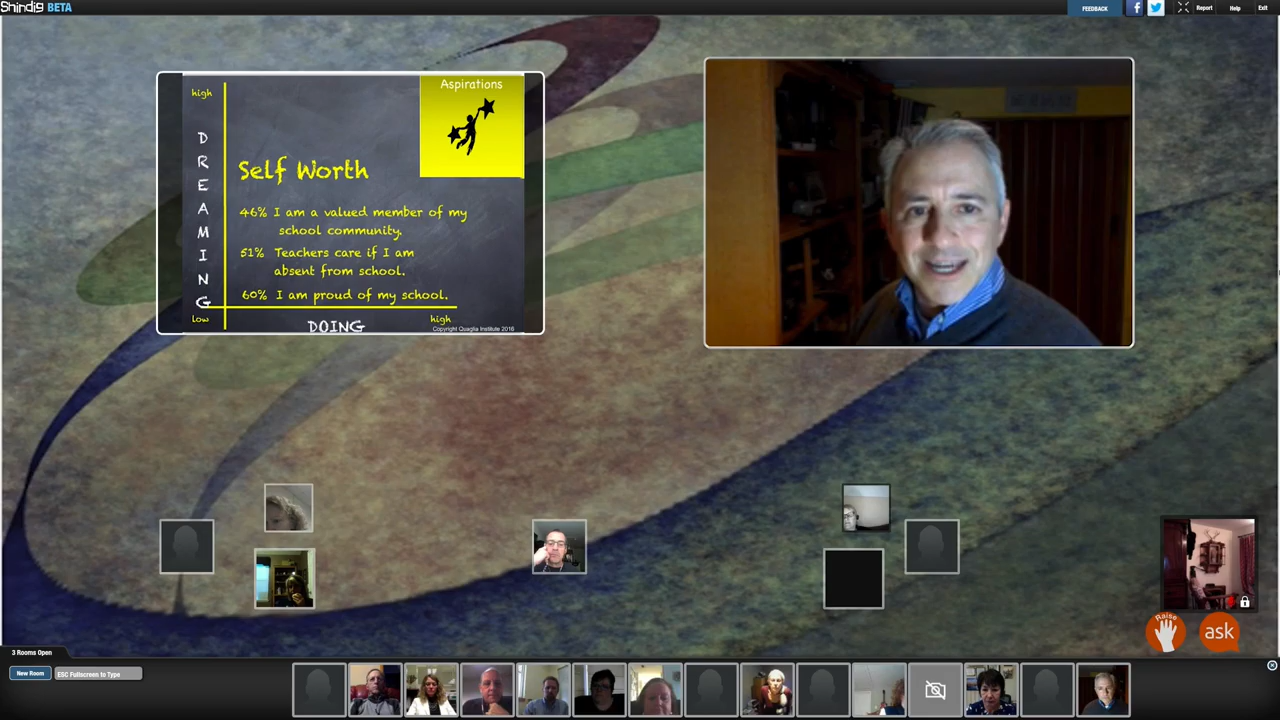 Shindig BETA
FEEDBACK
Report
Help
Exit
Aspirations
high
DREAMING
Self Worth
46% I am a valued member of my
school community.
51% Teachers care if I am
absent from school.
60% I am proud of my school.
low
DOING
high
Copyright Quaglia Institute 2016
Raise
ask
3 Rooms Open
New Room
ESC Fullscreen to Type